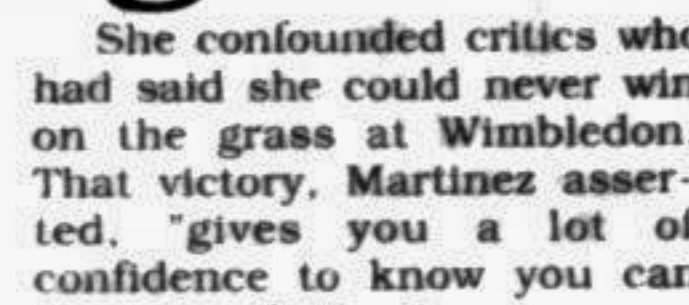 She confounded critics who
had said she could never win
on the grass at Wimbledon.
That victory, Martinez asser-
ted, "gives you a lot of
confidence to know you can